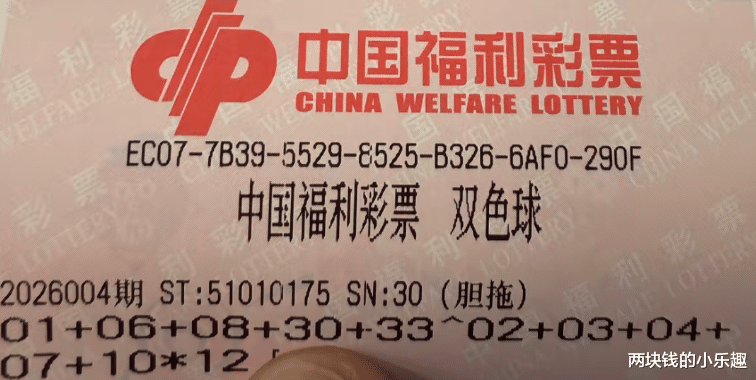 中国福利彩票
CHINA WELFARE LOTTERY
EC07-7B39-5529-8525-B326-6AF0-290F
中国福利彩票 双色球
2026004期 ST:51010175 SN:30 (胆拖)
01+06+08+30+33^02+03+04+
07+10*12 [
两块钱的小乐趣